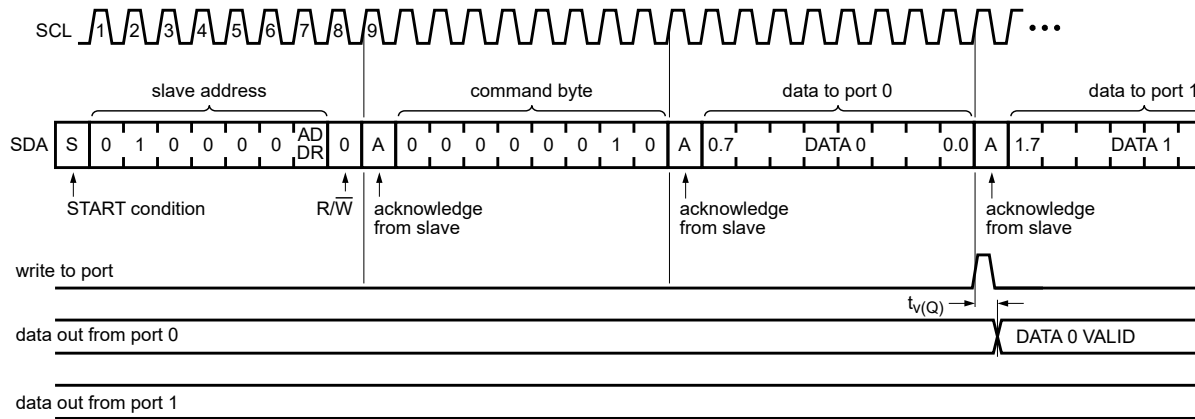 SCL 1 2 3 4 5 6 7 8 9 •••
slave address command byte data to port 0 data to port 1
SDA S 0 1 0 0 0 0 AD DR 0 A 0 0 0 0 0 0 1 0 A 0.7 DATA 0 0.0 A 1.7 DATA 1
START condition R/W̅ acknowledge from slave acknowledge from slave acknowledge from slave
write to port
tv(Q)
data out from port 0 DATA 0 VALID
data out from port 1